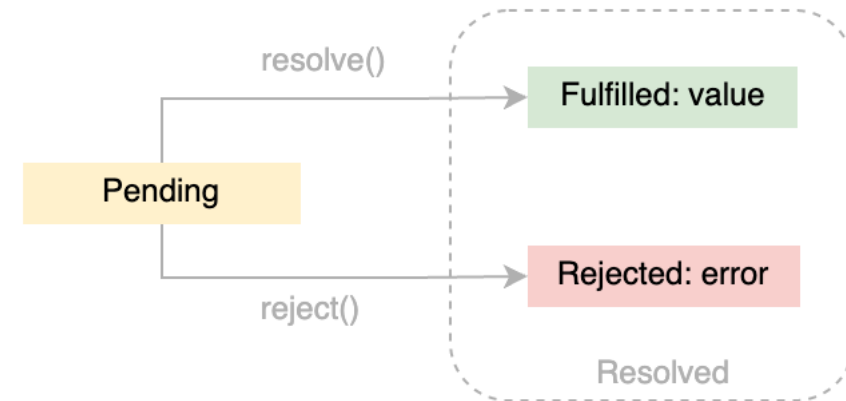 resolve()
Fulfilled: value
Pending
Rejected: error
reject()
Resolved